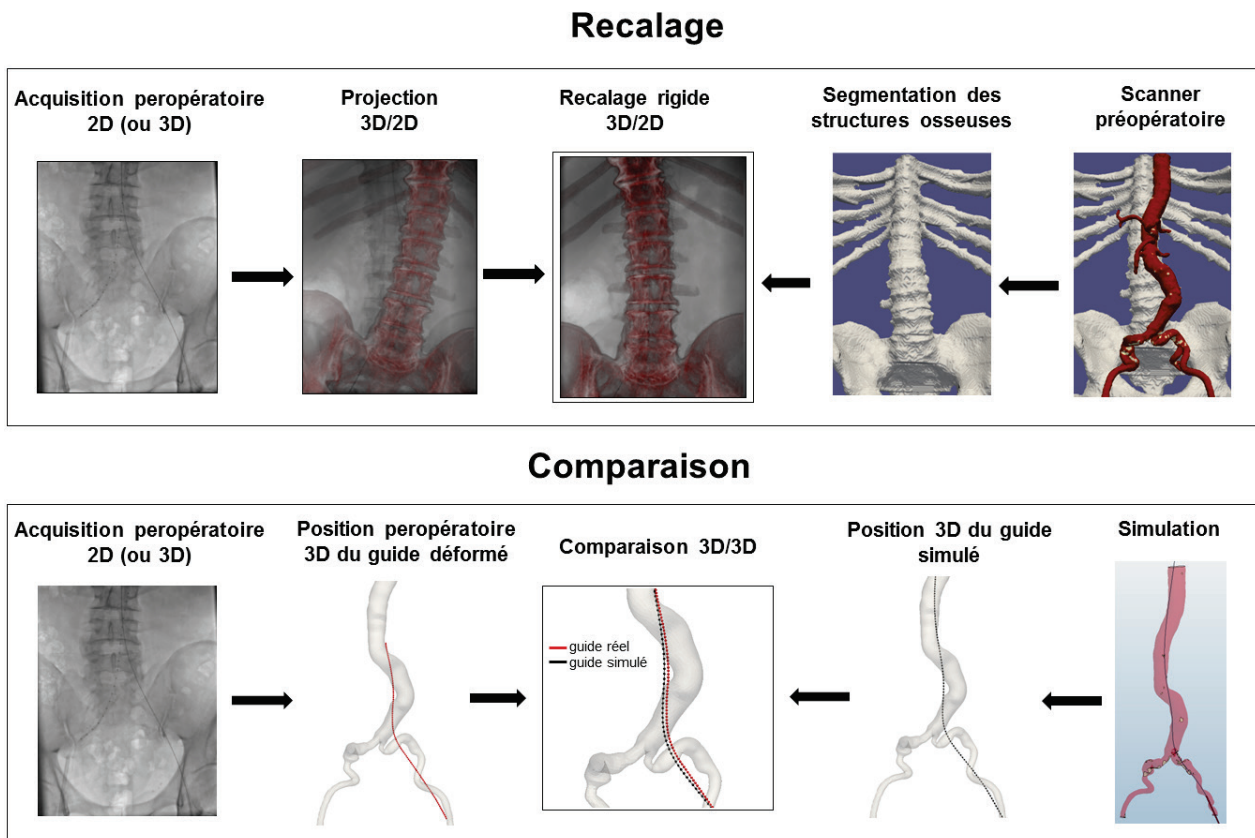 Recalage
Acquisition peropératoire
2D (ou 3D)
Projection
3D/2D
Recalage rigide
3D/2D
Segmentation des
structures osseuses
Scanner
préopératoire
Comparaison
Acquisition peropératoire
2D (ou 3D)
Position peropératoire
3D du guide déformé
Comparaison 3D/3D
guide réel
guide simulé
Position 3D du guide
simulé
Simulation